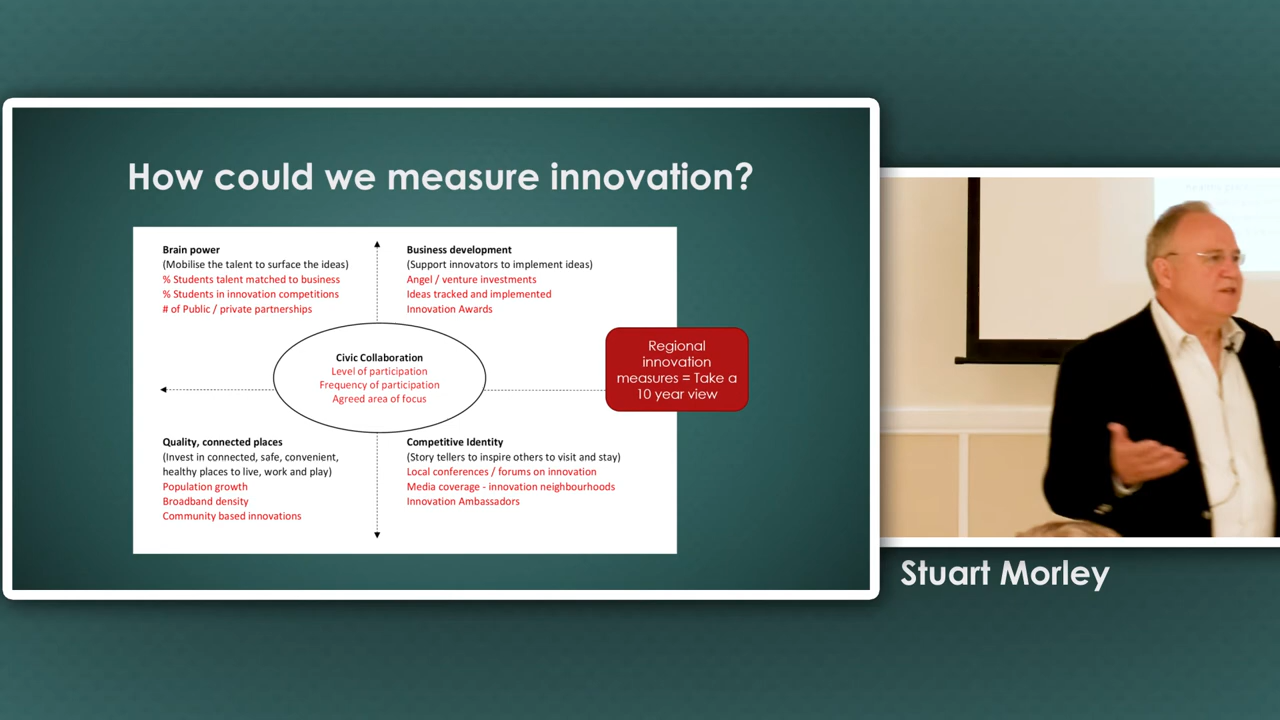 How could we measure innovation?
Brain power
(Mobilise the talent to surface the ideas)
% Students talent matched to business
% Students in innovation competitions
# of Public / private partnerships
Business development
(Support innovators to implement ideas)
Angel / venture investments
Ideas tracked and implemented
Innovation Awards
Civic Collaboration
Level of participation
Frequency of participation
Agreed area of focus
Regional
innovation
measures = Take a
10 year view
Quality, connected places
(Invest in connected, safe, convenient,
healthy places to live, work and play)
Population growth
Broadband density
Community based innovations
Competitive Identity
(Story tellers to inspire others to visit and stay)
Local conferences / forums on innovation
Media coverage - innovation neighbourhoods
Innovation Ambassadors
Stuart Morley